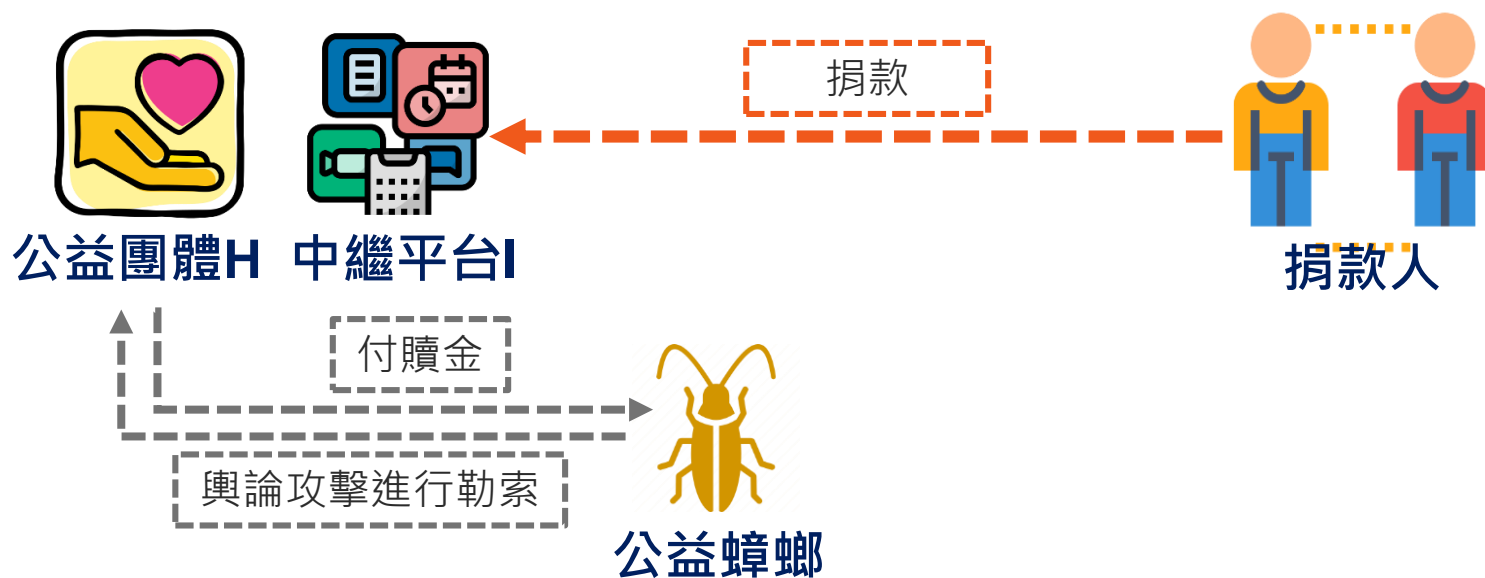 捐款
公益團體H
中繼平台I
捐款人
付贖金
輿論攻擊進行勒索
公益蟑螂